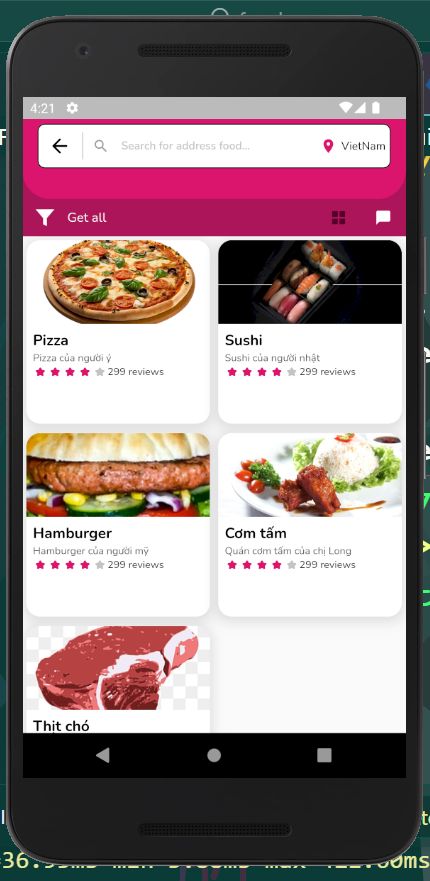 4:21
Search for address food...
VietNam
Get all
Pizza
Pizza của người ý
299 reviews
Sushi
Sushi của người nhật
299 reviews
Hamburger
Hamburger của người mỹ
299 reviews
Cơm tấm
Quán cơm tấm của chị Long
299 reviews
Thịt chó